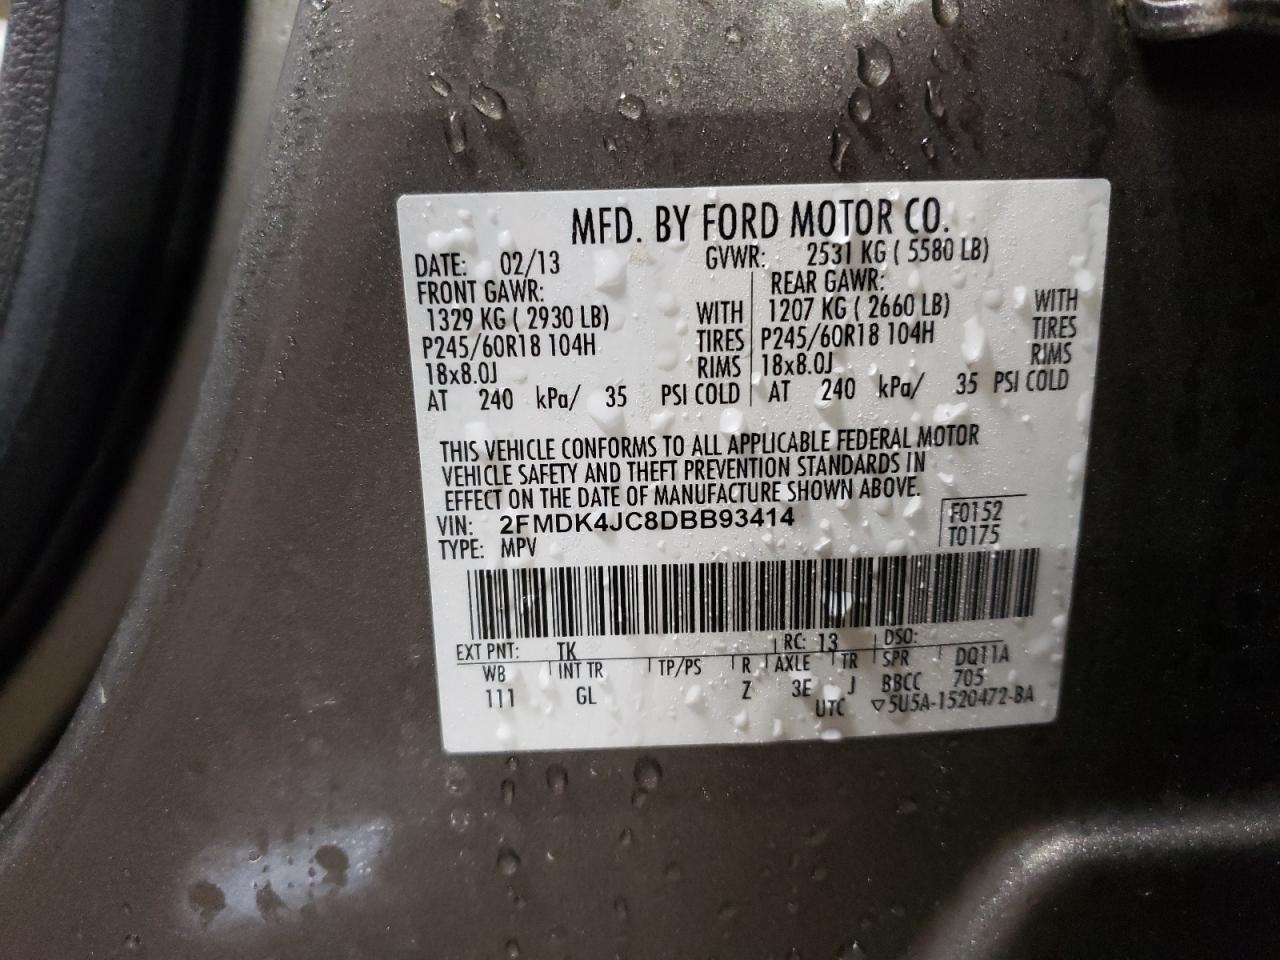 MFD. BY FORD MOTOR CO.
DATE: 02/13 GVWR: 2531 KG ( 5580 LB)
FRONT GAWR: REAR GAWR:
1329 KG ( 2930 LB) WITH 1207 KG ( 2660 LB) WITH
P245/60R18 104H TIRES P245/60R18 104H TIRES
18x8.0J RIMS 18x8.0J RIMS
AT 240 kPa/ 35 PSI COLD AT 240 kPa/ 35 PSI COLD
THIS VEHICLE CONFORMS TO ALL APPLICABLE FEDERAL MOTOR
VEHICLE SAFETY AND THEFT PREVENTION STANDARDS IN
EFFECT ON THE DATE OF MANUFACTURE SHOWN ABOVE.
VIN: 2FMDK4JC8DBB93414 F0152
TYPE: MPV T0175
EXT PNT: TK RC: 13 DSO:
WB INT TR TP/PS R AXLE TR SPR DQ11A
111 GL Z 3E J BBCC 705
UTC ▽5U5A-1520472-BA